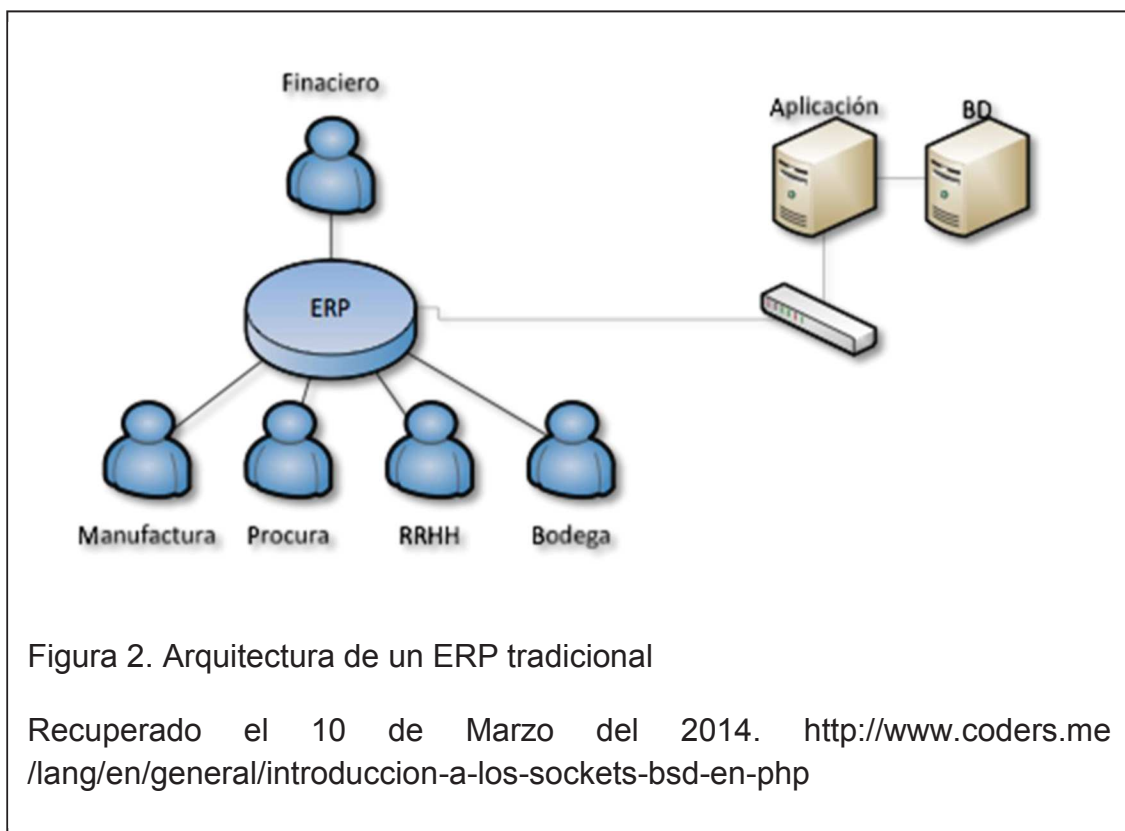 Finaciero
Aplicación
BD
ERP
Manufactura
Procura
RRHH
Bodega
Figura 2. Arquitectura de un ERP tradicional
Recuperado el 10 de Marzo del 2014. http://www.coders.me
/lang/en/general/introduccion-a-los-sockets-bsd-en-php